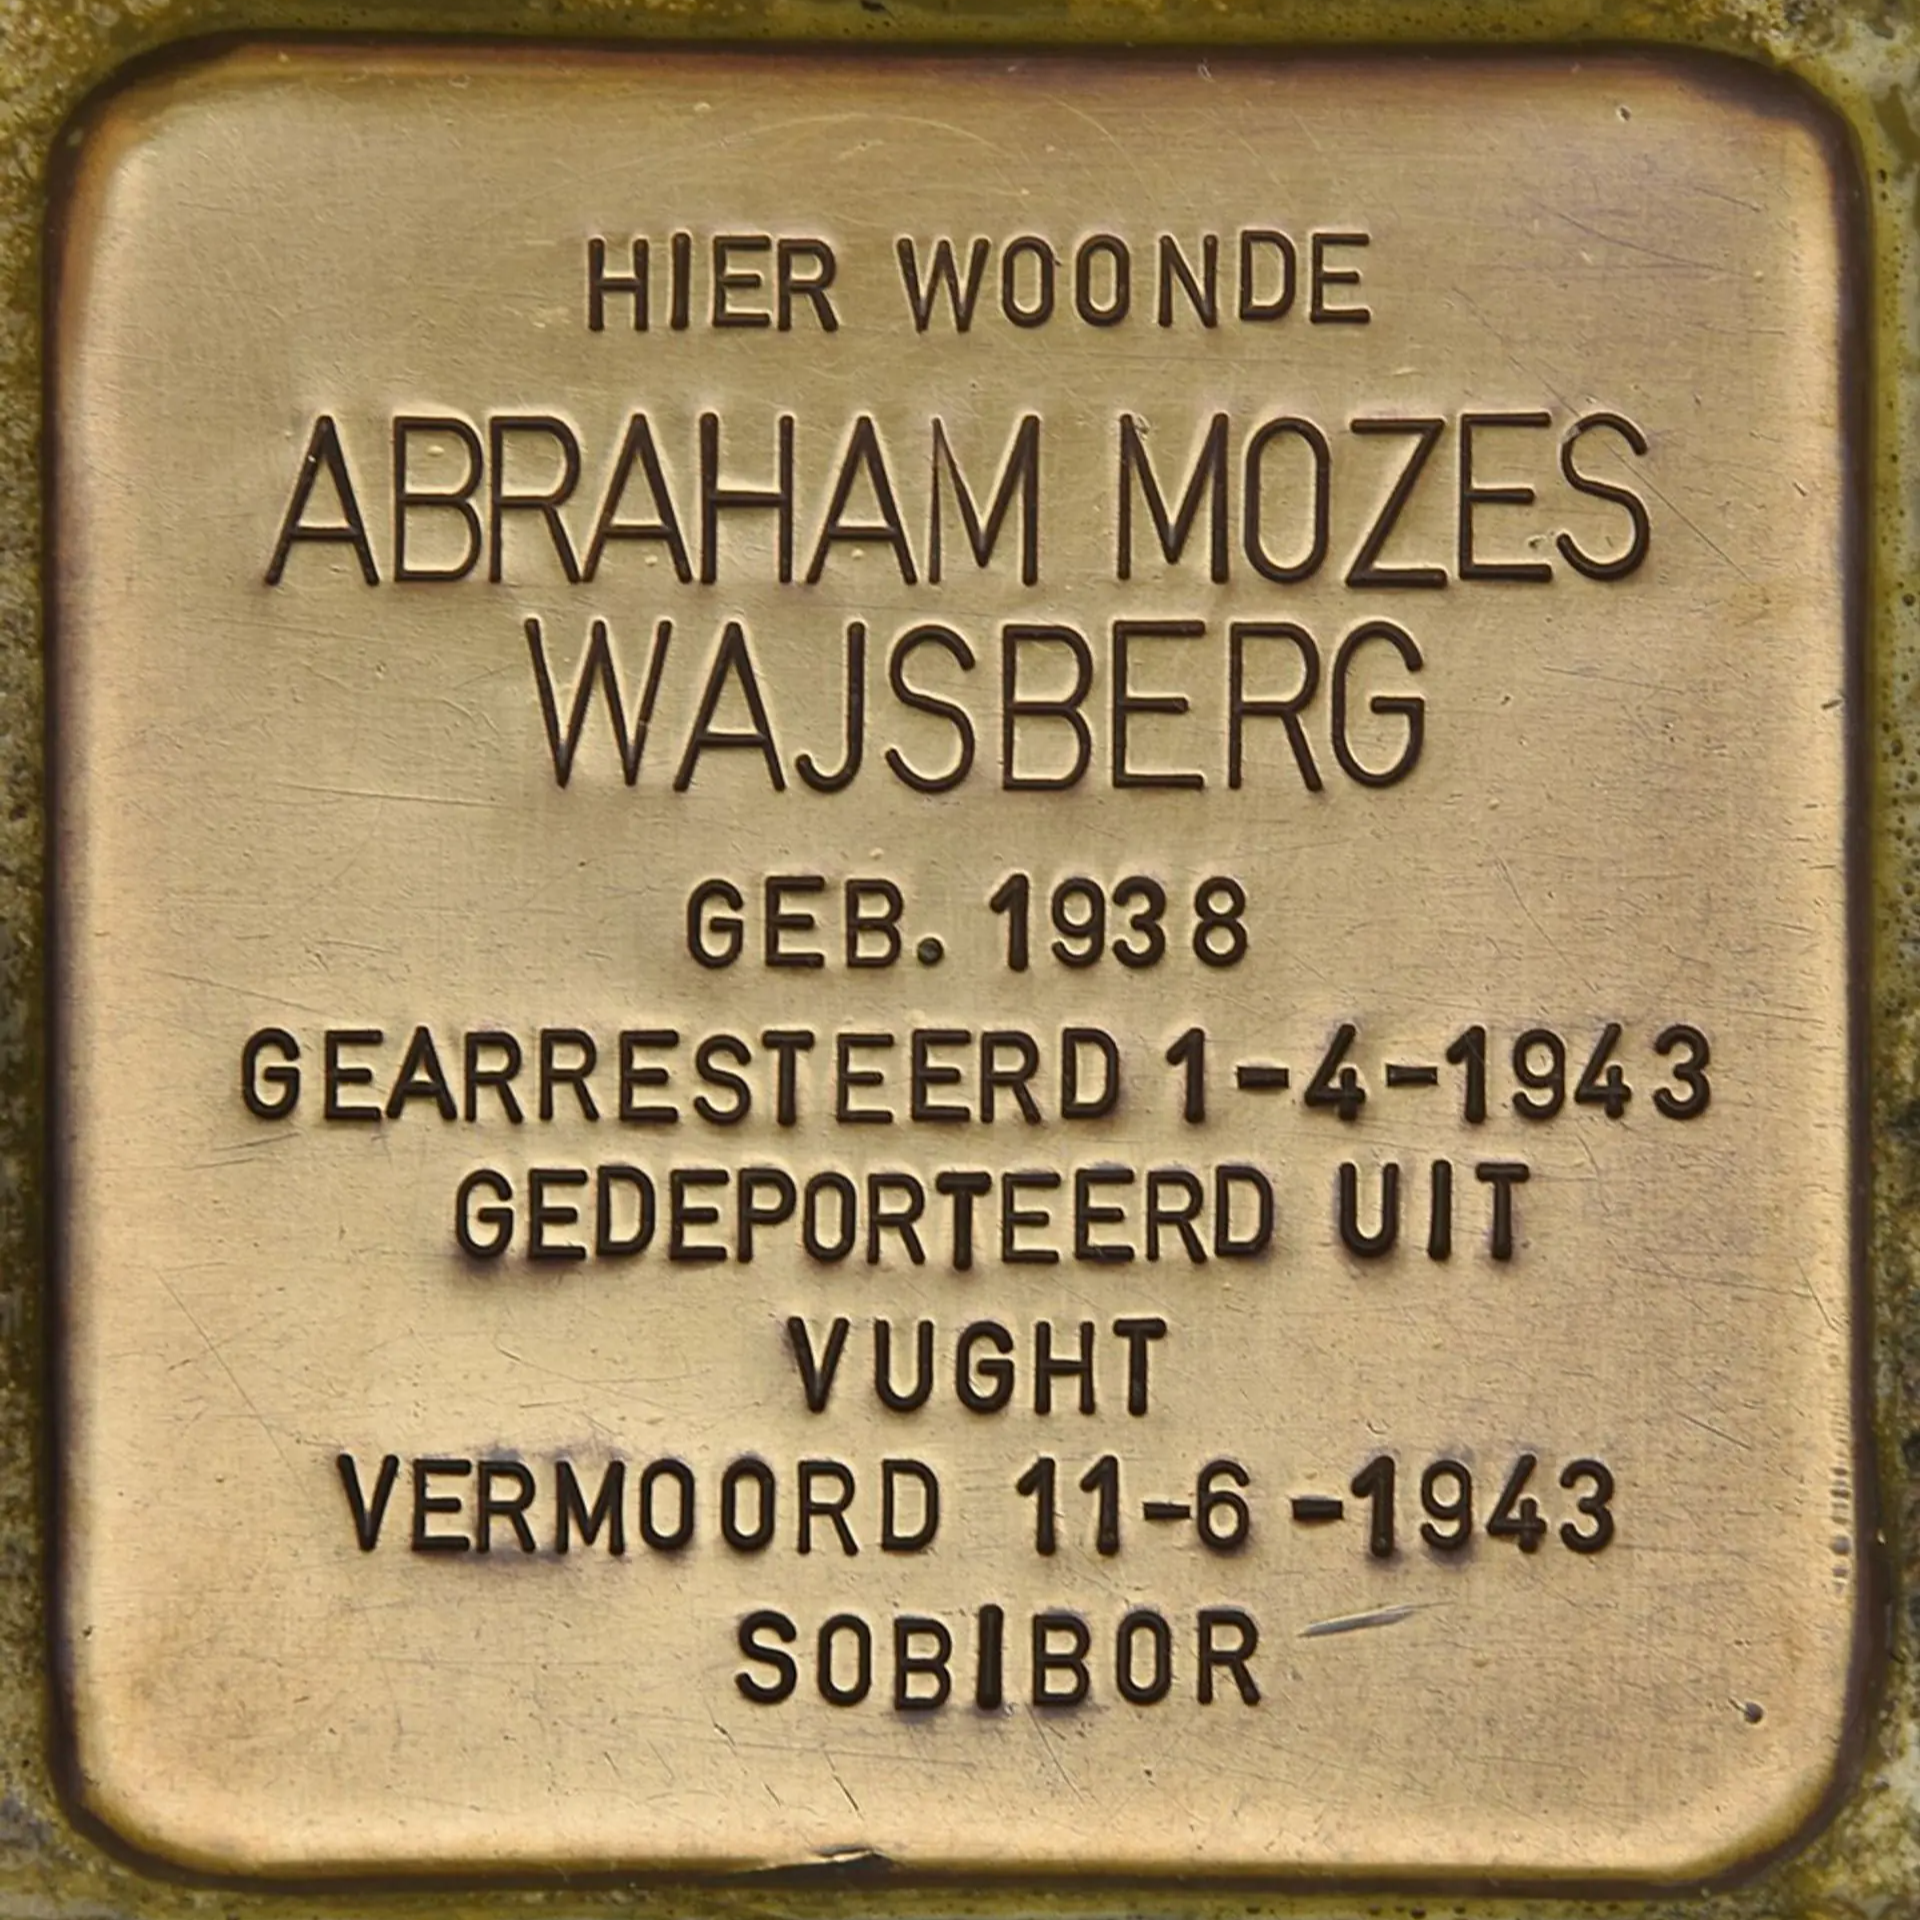 HIER WOONDE
ABRAHAM MOZES
WAJSBERG
GEB. 1938
GEARRESTEERD 1-4-1943
GEDEPORTEERD UIT
VUGHT
VERMOORD 11-6-1943
SOBIBOR